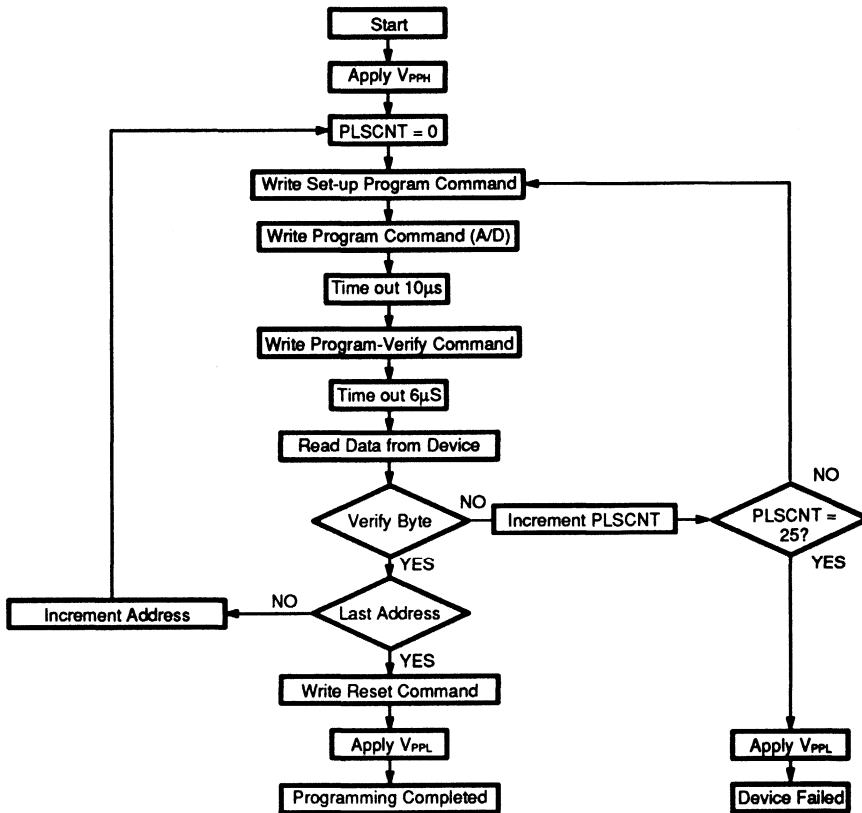 Start
Apply VPPH
PLSCNT = 0
Write Set-up Program Command
Write Program Command (A/D)
Time out 10μs
Write Program-Verify Command
Time out 6μS
Read Data from Device
Verify Byte
NO
Increment PLSCNT
PLSCNT =
25?
NO
YES
YES
Last Address
NO
Increment Address
YES
Write Reset Command
Apply VPPL
Programming Completed
Apply VPPL
Device Failed